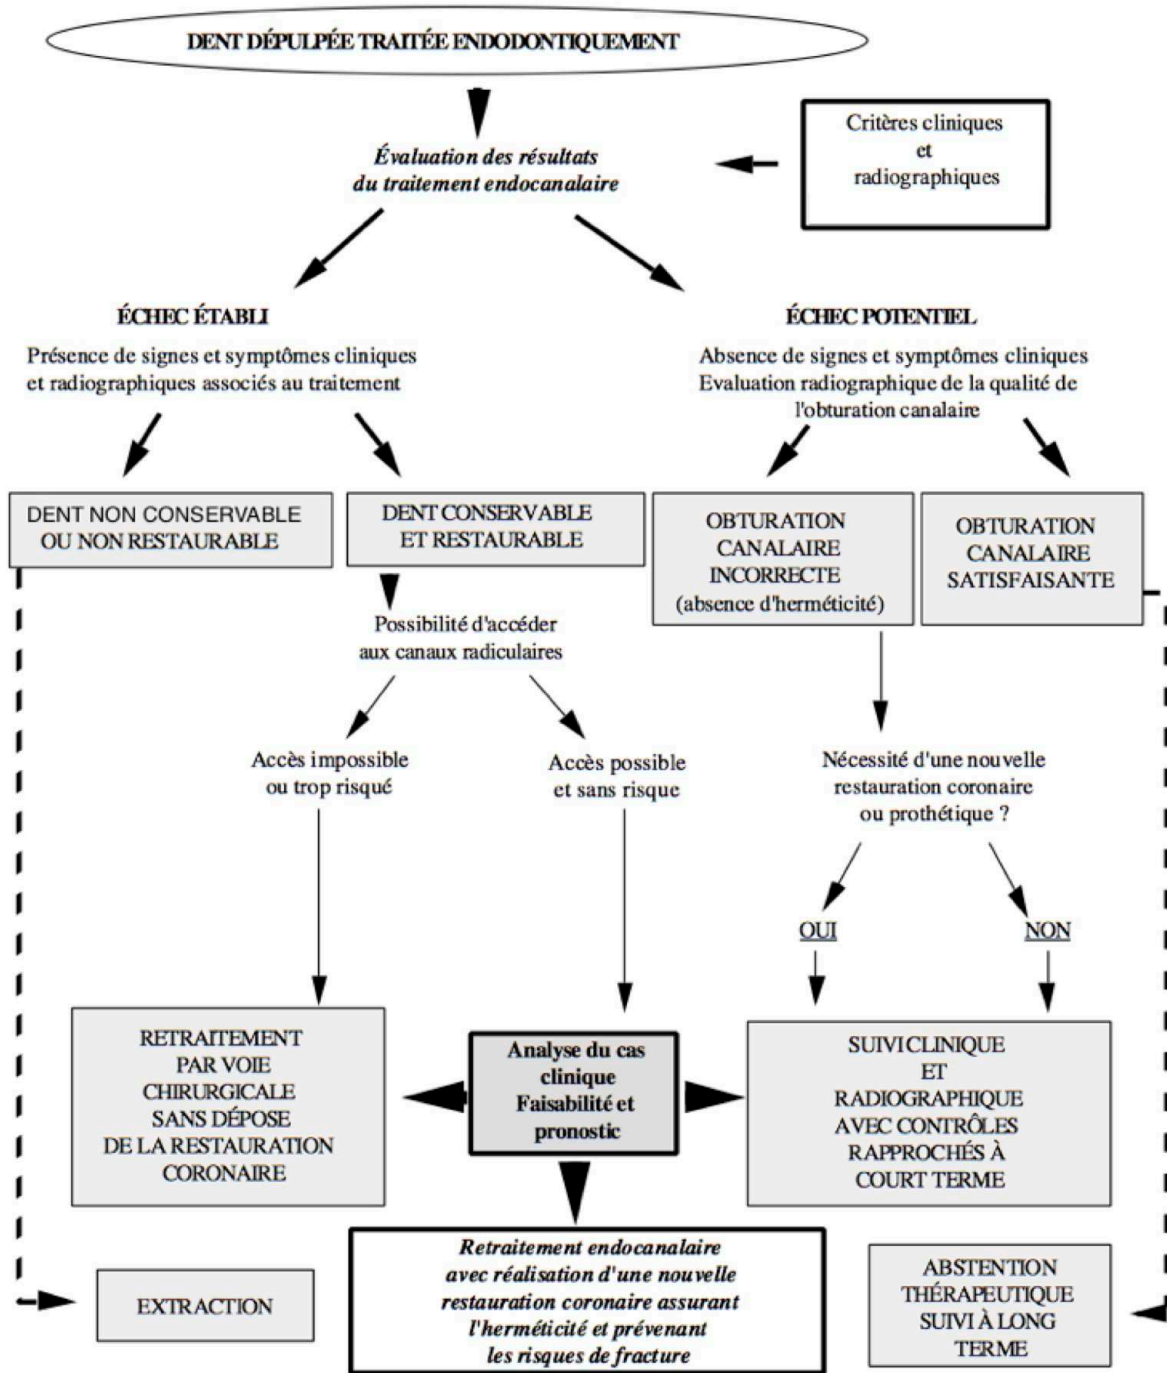 DENT DÉPULPÉE TRAITÉE ENDODONTIQUEMENT
Critères cliniques
et
radiographiques
Évaluation des résultats
du traitement endocanalaire
ÉCHEC ÉTABLI
Présence de signes et symptômes cliniques
et radiographiques associés au traitement
ÉCHEC POTENTIEL
Absence de signes et symptômes cliniques
Evaluation radiographique de la qualité de
l'obturation canalaire
DENT NON CONSERVABLE
OU NON RESTAURABLE
DENT CONSERVABLE
ET RESTAURABLE
OBTURATION
CANALAIRE
INCORRECTE
(absence d'herméticité)
OBTURATION
CANALAIRE
SATISFAISANTE
Possibilité d'accéder
aux canaux radiculaires
Accès impossible
ou trop risqué
Accès possible
et sans risque
Nécessité d'une nouvelle
restauration coronaire
ou prothétique ?
OUI
NON
RETRAITEMENT
PAR VOIE
CHIRURGICALE
SANS DÉPOSE
DE LA RESTAURATION
CORONAIRE
Analyse du cas
clinique
Faisabilité et
pronostic
SUIVI CLINIQUE
ET
RADIOGRAPHIQUE
AVEC CONTRÔLES
RAPPROCHÉS À
COURT TERME
EXTRACTION
Retraitement endocanalaire
avec réalisation d'une nouvelle
restauration coronaire assurant
l'herméticité et prévenant
les risques de fracture
ABSTENTION
THÉRAPEUTIQUE
SUIVI À LONG
TERME